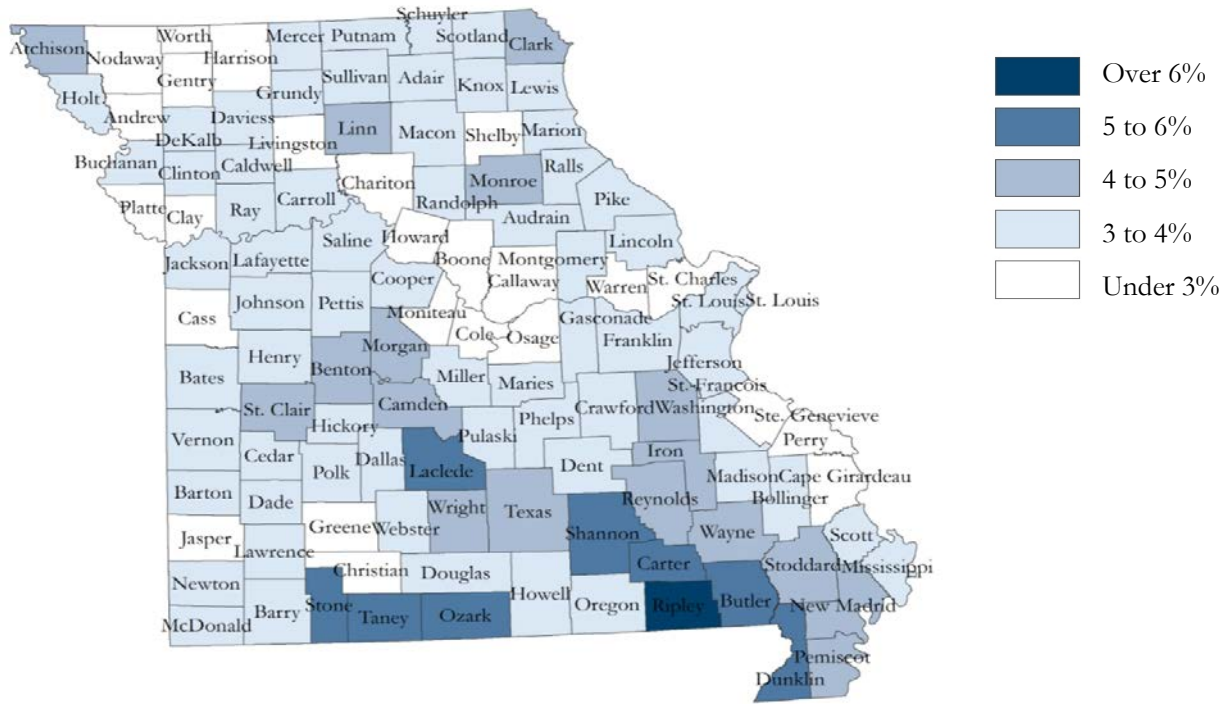 Schuyler
Worth Mercer Putnam Scotland Clark
Atchison Nodaway Harrison
Gentry Sullivan Adair
Holt Grundy Knox Lewis
Andrew Daviess
DeKalb Livingston Linn Macon Shelby Marion
Buchanan Clinton Caldwell Ralls
Chariton Monroe
Platte Clay Ray Carroll Randolph Pike
Audrain
Saline Howard Lincoln
Jackson Lafayette Boone Montgomery
Cooper Callaway Warren St. Charles
Johnson Pettis St. Louis St. Louis
Cass Moniteau Gasconade
Cole Osage Franklin
Henry Morgan Jefferson
Bates Benton Miller Maries St. Francois
St. Clair Camden Crawford Washington Ste. Genevieve
Vernon Hickory Pulaski Phelps Perry
Cedar Polk Dallas Laclede Dent Iron
Barton Dade Madison Cape Girardeau
Wright Texas Reynolds Bollinger
Jasper Greene Webster Shannon Wayne Scott
Lawrence Carter Stoddard Mississippi
Newton Christian Douglas
Howell Oregon Ripley Butler New Madrid
McDonald Barry Stone Taney Ozark
Pemiscot
Dunklin
Over 6%
5 to 6%
4 to 5%
3 to 4%
Under 3%